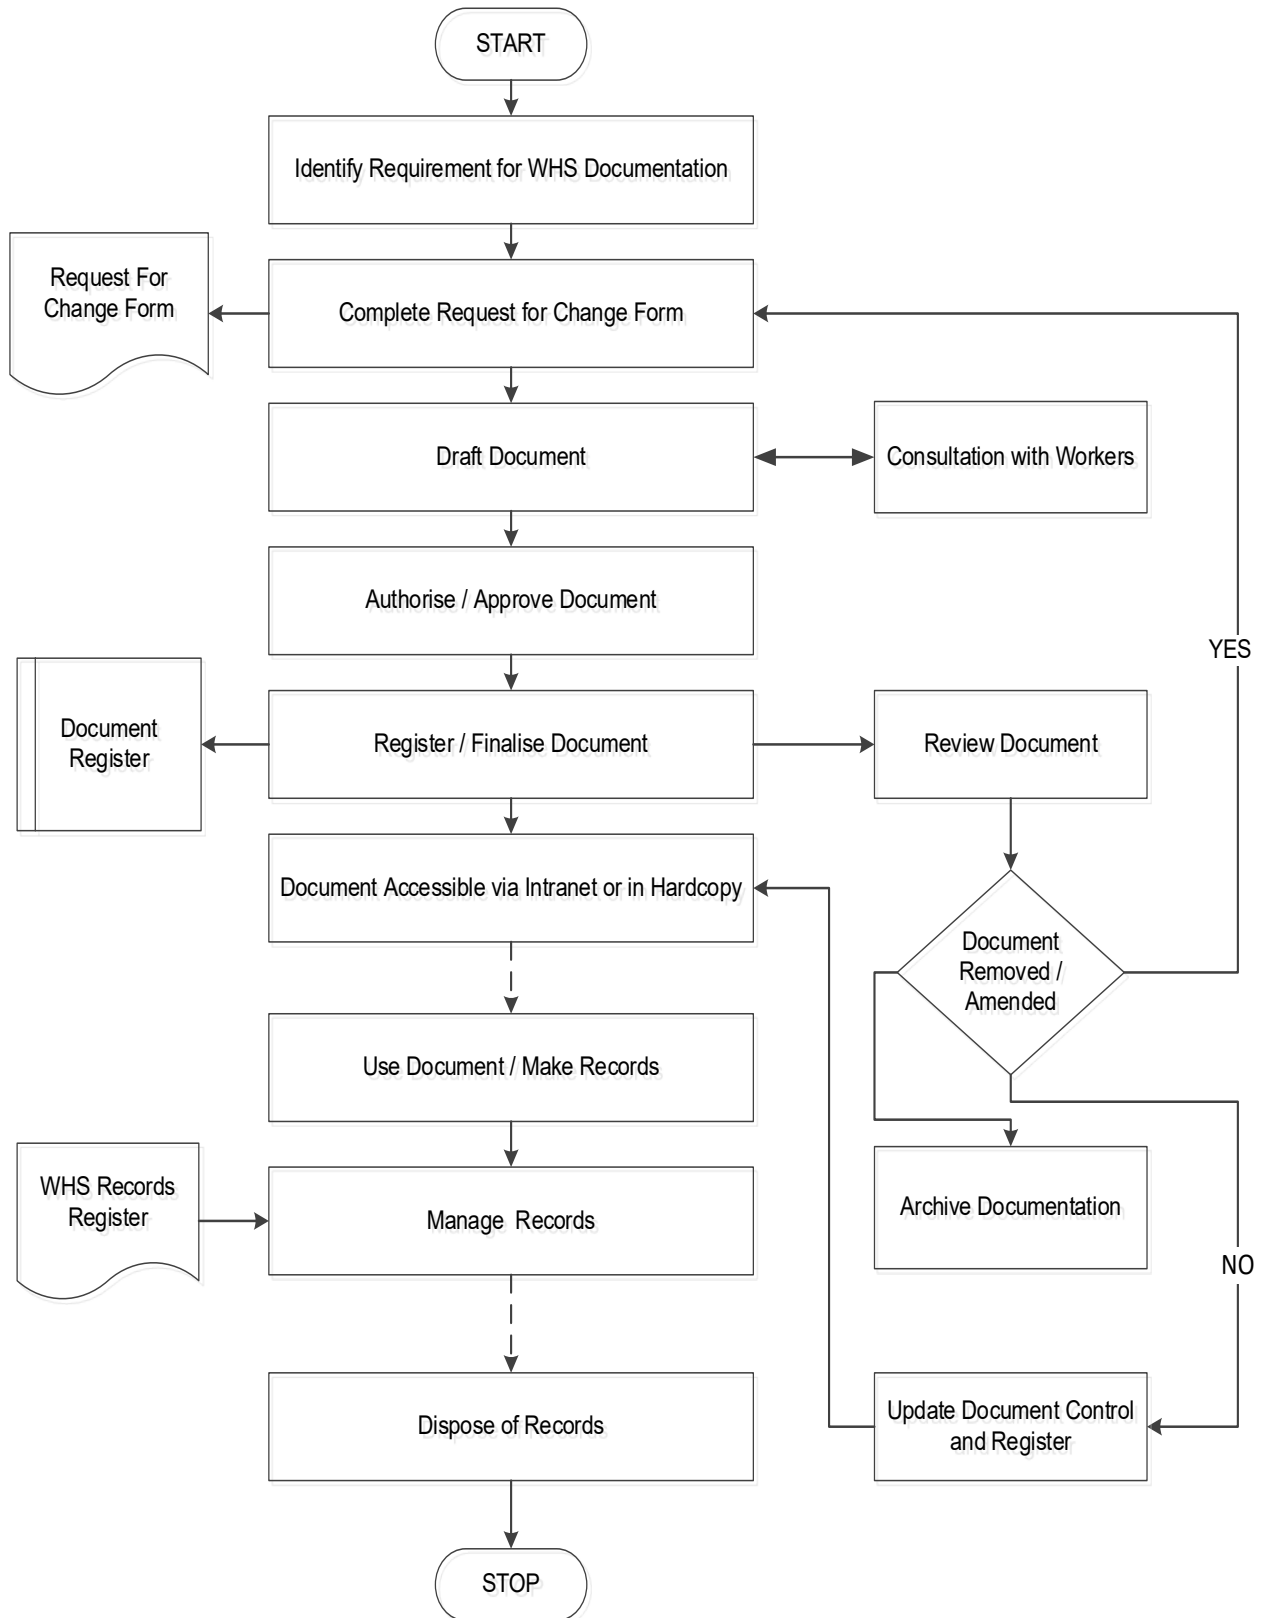 START
Identify Requirement for WHS Documentation
Request For
Change Form
Complete Request for Change Form
Draft Document
Consultation with Workers
Authorise / Approve Document
YES
Document
Register
Register / Finalise Document
Review Document
Document Accessible via Intranet or in Hardcopy
Document
Removed /
Amended
Use Document / Make Records
WHS Records
Register
Manage Records
Archive Documentation
NO
Dispose of Records
Update Document Control
and Register
STOP